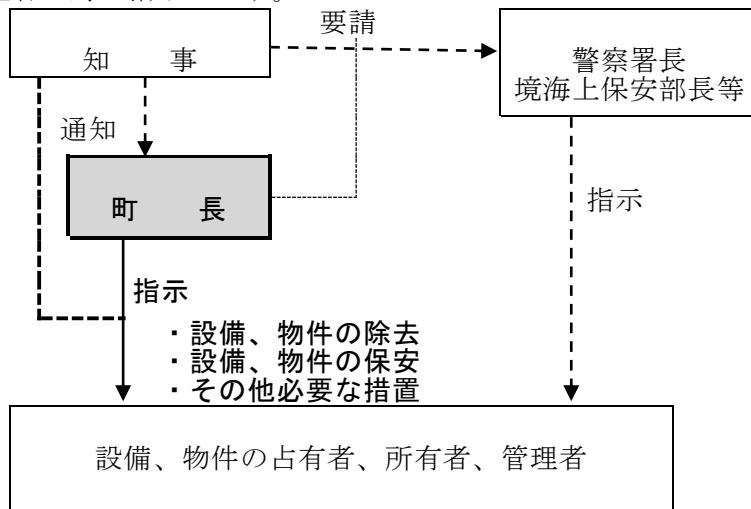 要請
知　　事
警察署長
境海上保安部長等
通知
町　　長
指示
指示
・設備、物件の除去
・設備、物件の保安
・その他必要な措置
設備、物件の占有者、所有者、管理者